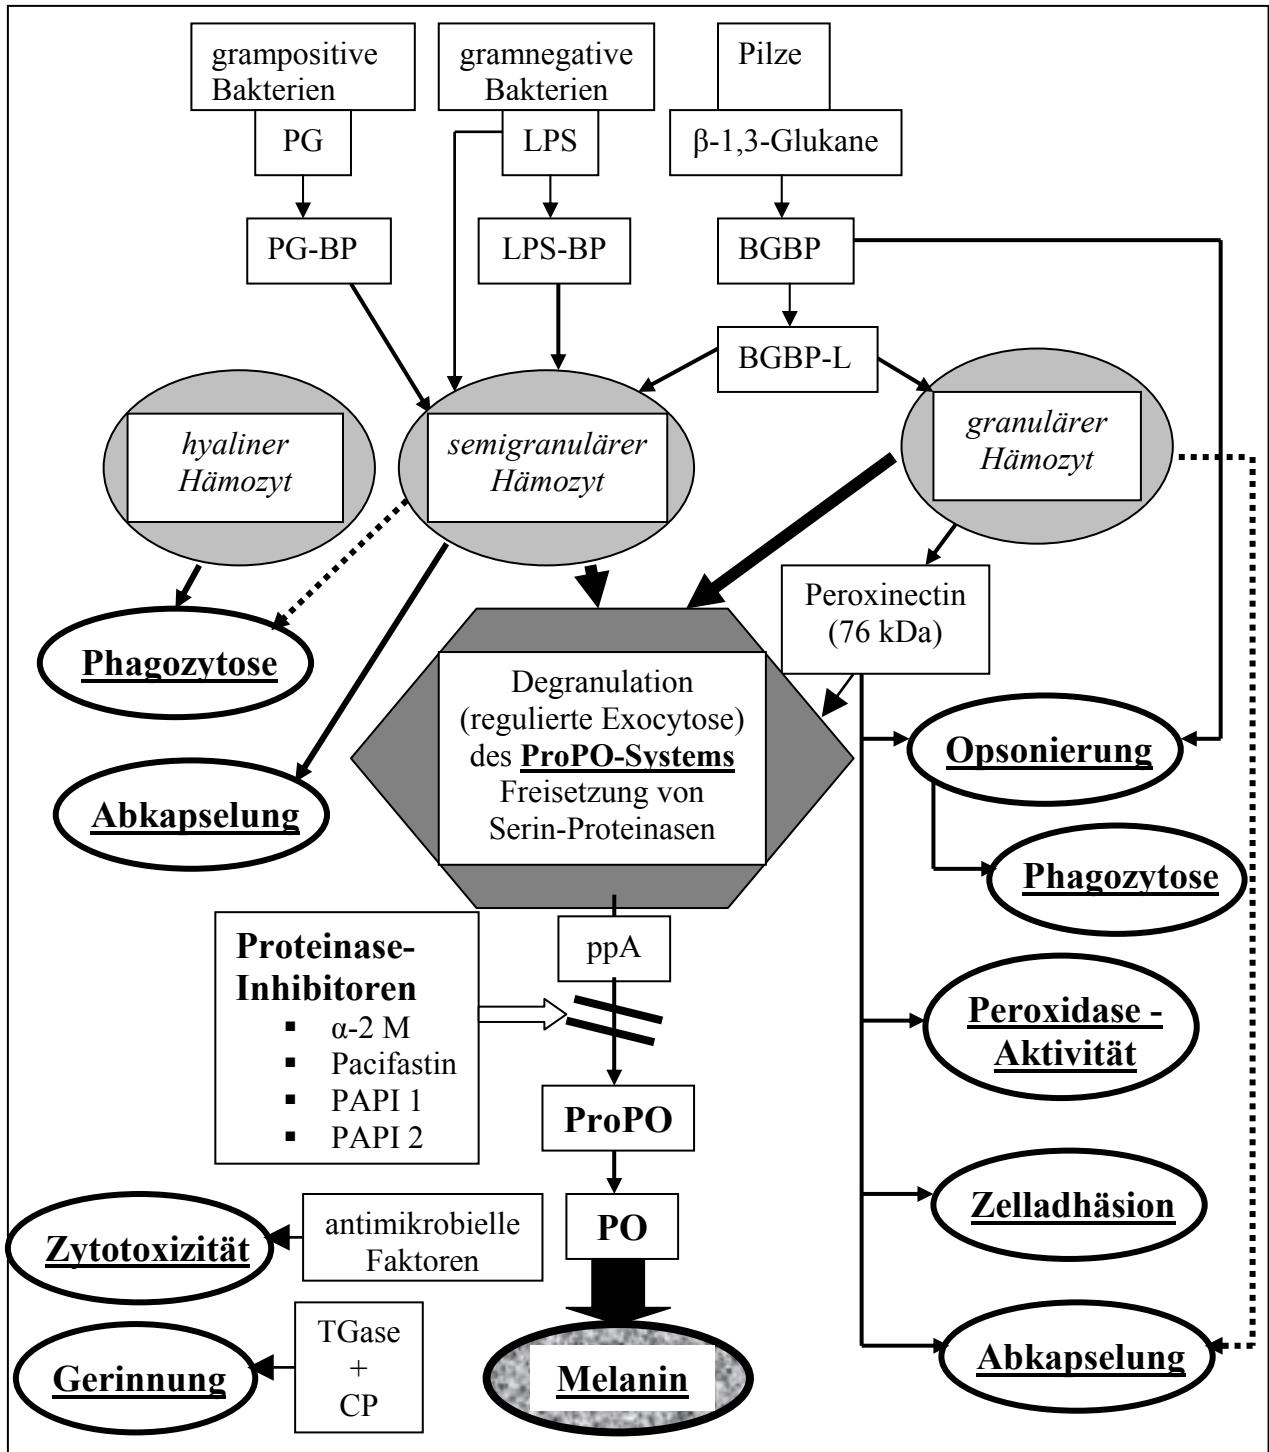 grampositive
Bakterien
gramnegative
Bakterien
Pilze
PG
LPS
β-1,3-Glukane
PG-BP
LPS-BP
BGBP
BGBP-L
hyaliner
Hämozyt
semigranulärer
Hämozyt
granulärer
Hämozyt
Peroxinectin
(76 kDa)
Phagozytose
Abkapselung
Degranulation
(regulierte Exocytose)
des ProPO-Systems
Freisetzung von
Serin-Proteinasen
Opsonierung
Phagozytose
ppA
Proteinase-
Inhibitoren
▪ α-2 M
▪ Pacifastin
▪ PAPI 1
▪ PAPI 2
Peroxidase -
Aktivität
ProPO
PO
Zelladhäsion
Zytotoxizität
antimikrobielle
Faktoren
Gerinnung
TGase
+
CP
Melanin
Abkapselung